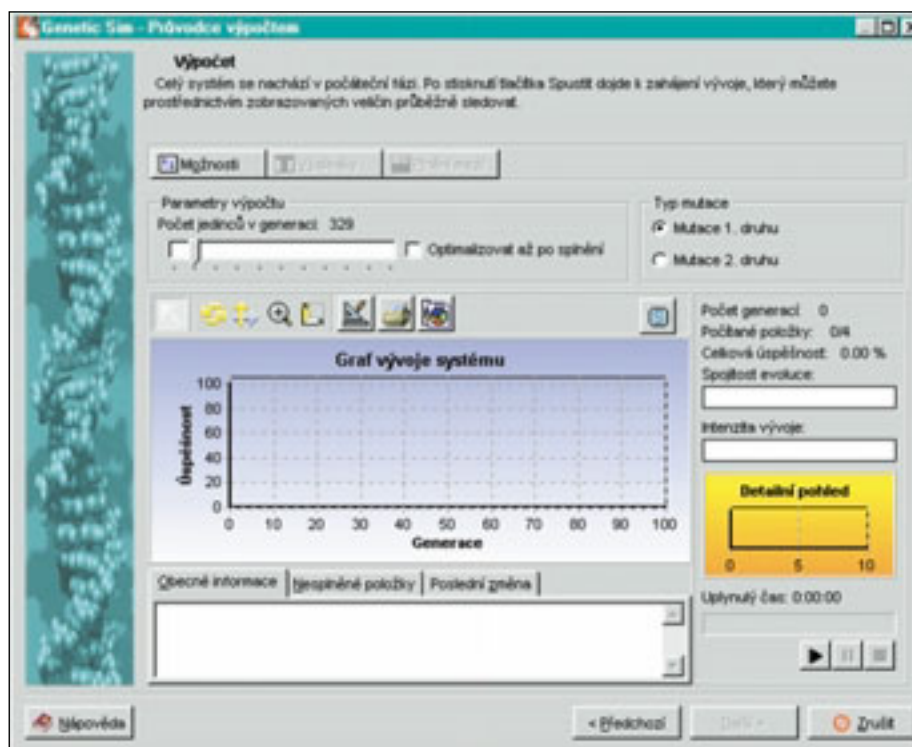 Genetic Sim - Průvodce výpočtem
Výpočet
Celý systém se nachází v počáteční fázi. Po stisknutí tlačítka Spustit dojde k zahájení vývoje, který můžete
prostřednictvím zobrazovaných veličin průběžně sledovat.
Možnosti
Parametry výpočtu
Počet jedinců v generaci: 329
Optimalizovat až po splnění
Typ mutace
Mutace 1. druhu
Mutace 2. druhu
Graf vývoje systému
Úspěšnost
100
80
60
40
20
0
0 10 20 30 40 50 60 70 80 90 100
Generace
Počet generací: 0
Počítané položky: 0/4
Celková úspěšnost: 0.00 %
Spojitost evoluce:
Intenzita vývoje:
Detailní pohled
0 5 10
Obecné informace Nesplněné položky Poslední změna
Uplynulý čas: 0:00:00
Nápověda < Předchozí Další > Zrušit